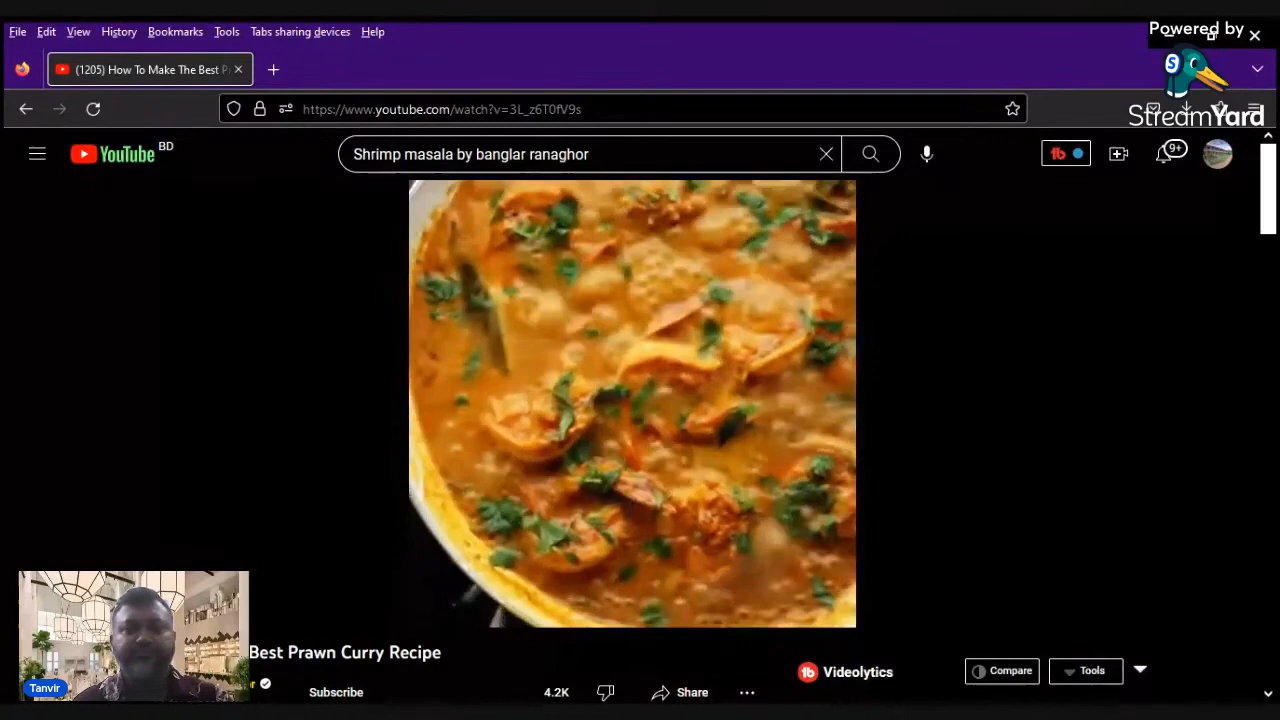 File Edit View History Bookmarks Tools Tabs sharing devices Help
Powered by
(1205) How To Make The Best P
StreamYard
https://www.youtube.com/watch?v=3L_z6T0fV9s
YouTube BD
Shrimp masala by banglar ranaghor
tb
9+
Best Prawn Curry Recipe
tb Videolytics
Compare
Tools
Tanvir
Subscribe
4.2K
Share